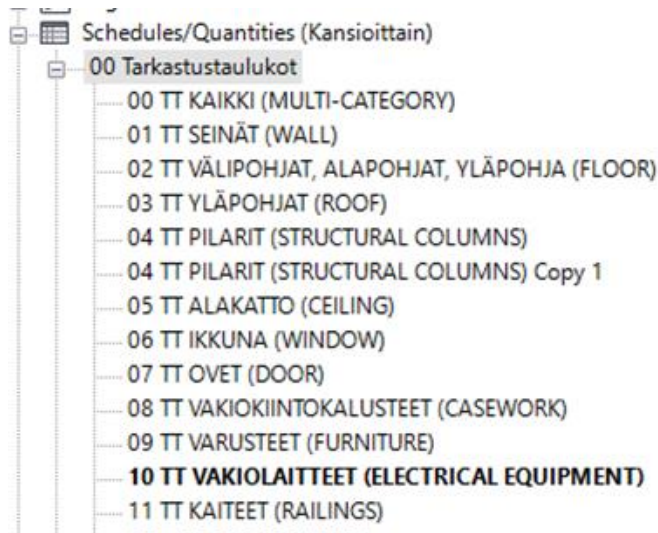 Schedules/Quantities (Kansioittain)
00 Tarkastustaulukot
00 TT KAIKKI (MULTI-CATEGORY)
01 TT SEINÄT (WALL)
02 TT VÄLIPOHJAT, ALAPOHJAT, YLÄPOHJA (FLOOR)
03 TT YLÄPOHJAT (ROOF)
04 TT PILARIT (STRUCTURAL COLUMNS)
04 TT PILARIT (STRUCTURAL COLUMNS) Copy 1
05 TT ALAKATTO (CEILING)
06 TT IKKUNA (WINDOW)
07 TT OVET (DOOR)
08 TT VAKIOKIINTOKALUSTEET (CASEWORK)
09 TT VARUSTEET (FURNITURE)
10 TT VAKIOLAITTEET (ELECTRICAL EQUIPMENT)
11 TT KAITEET (RAILINGS)